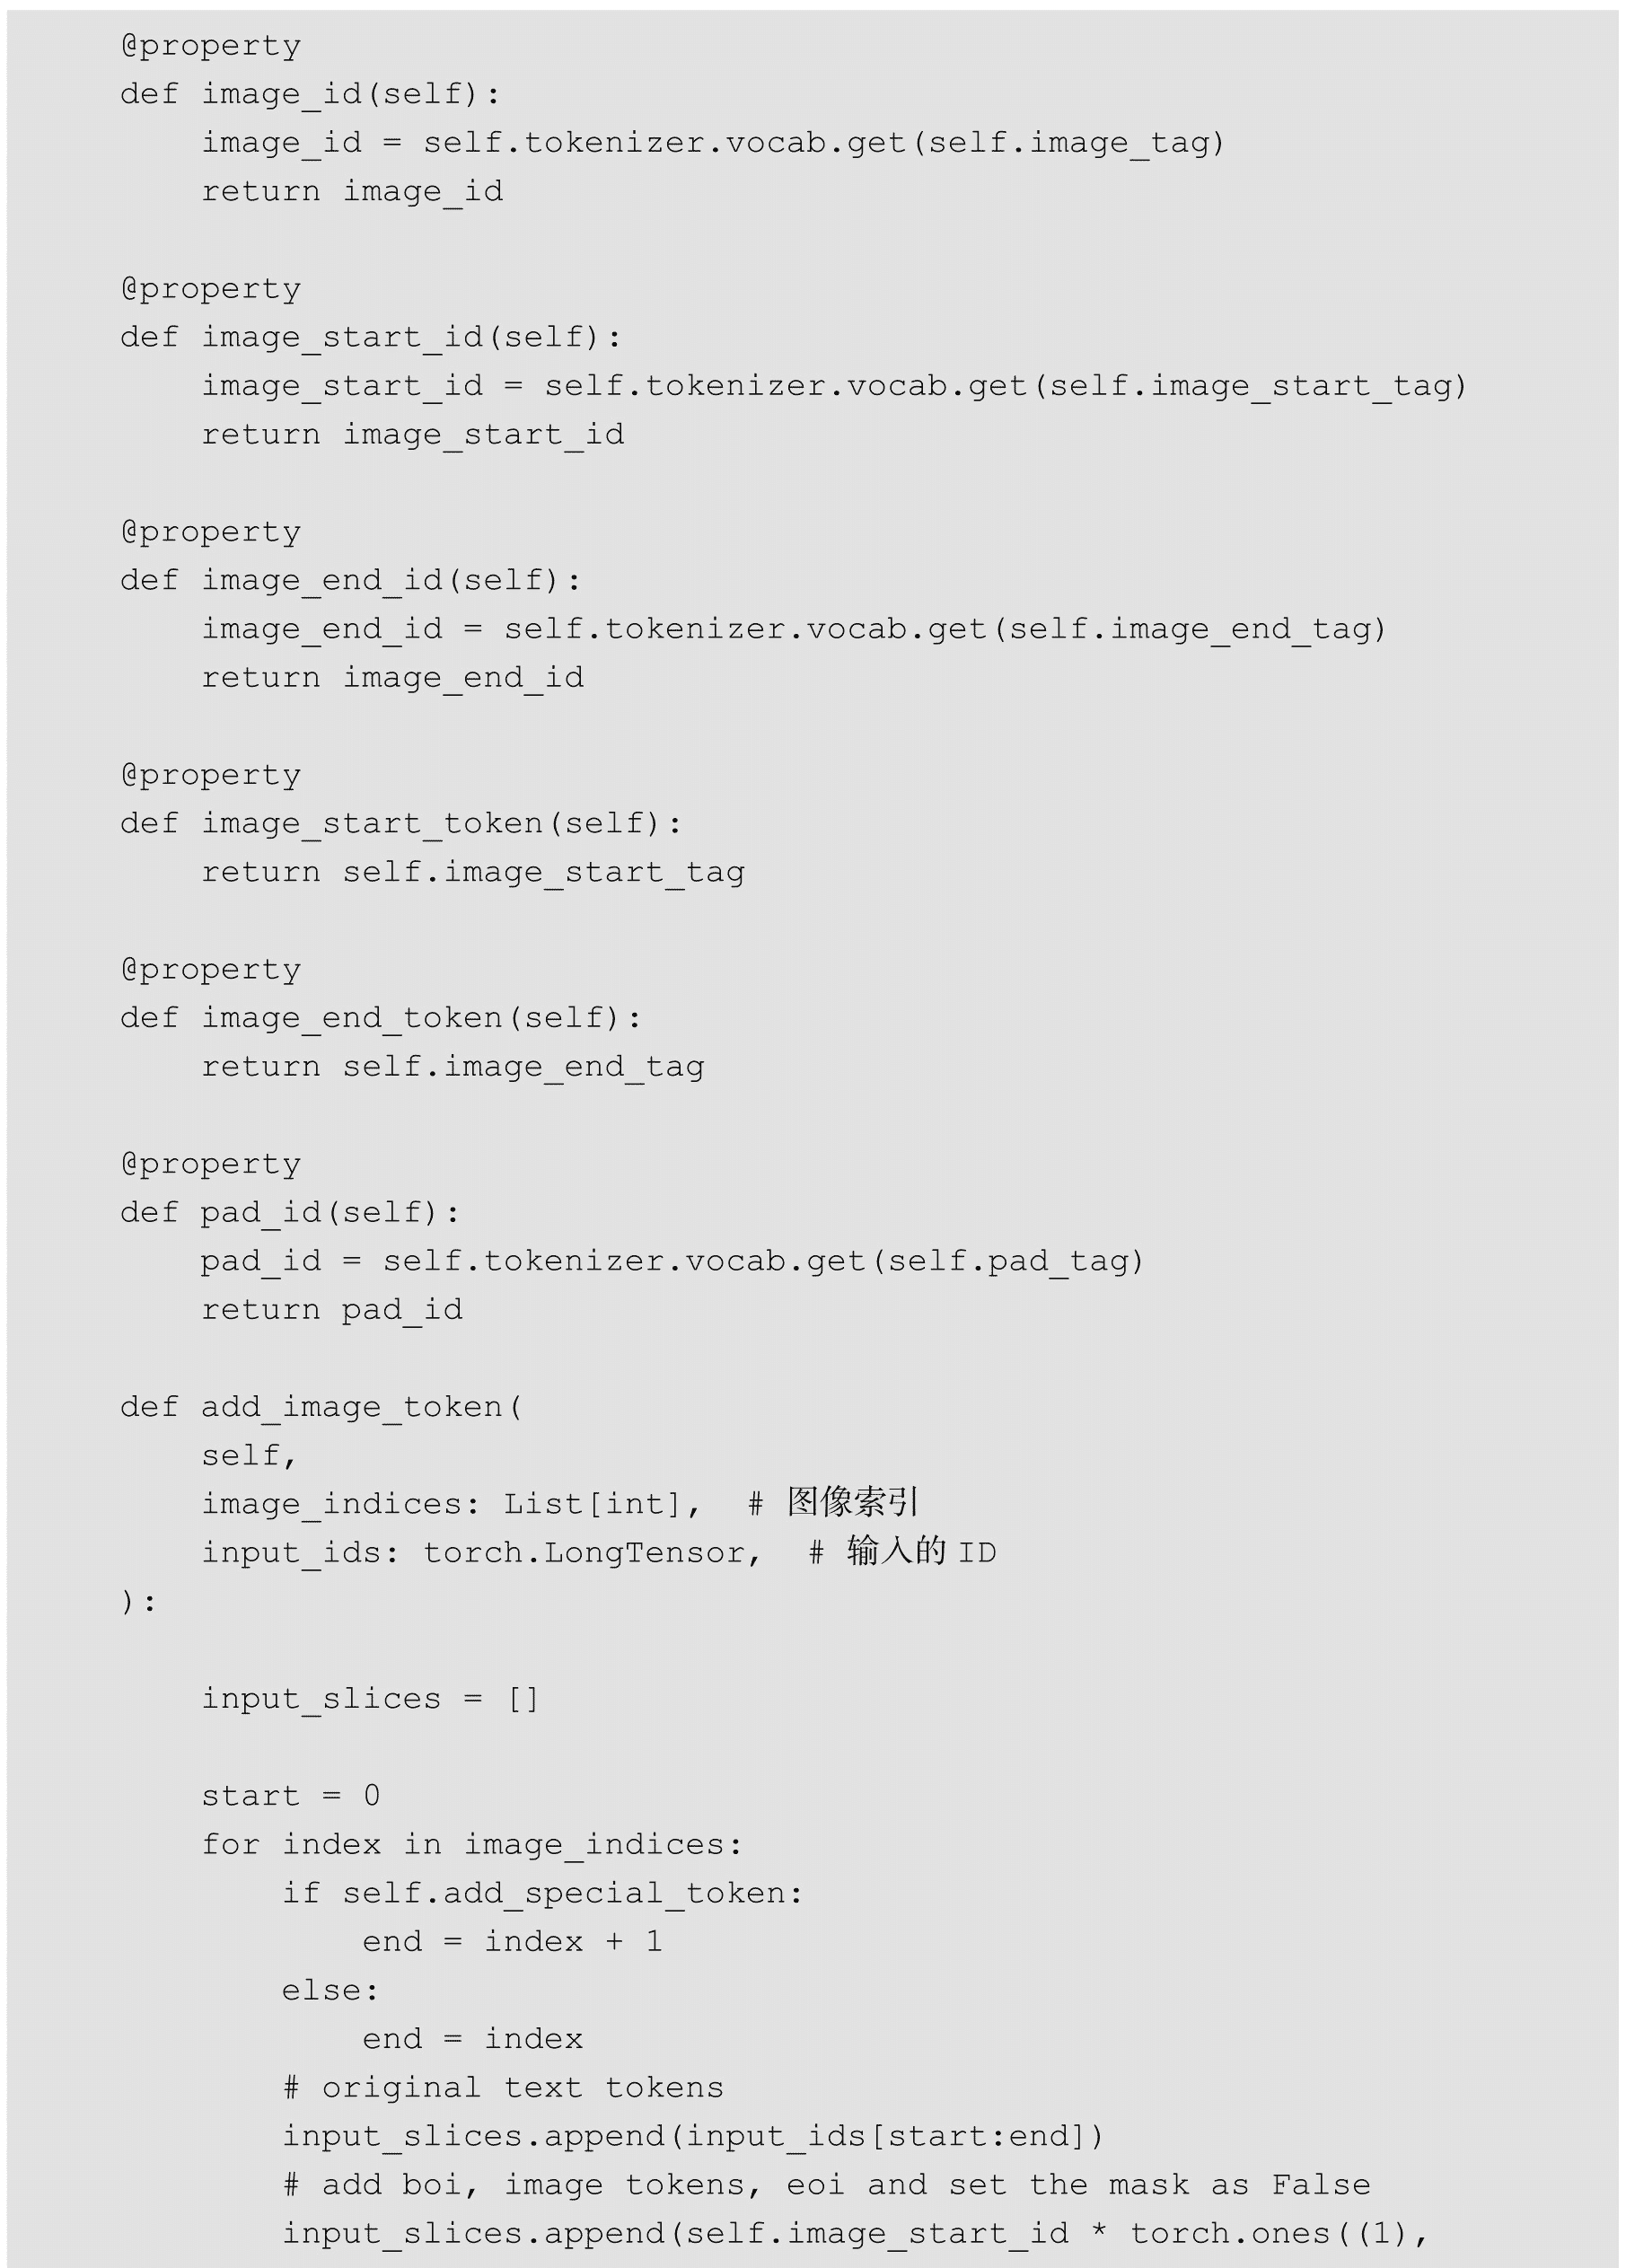 @property
def image_id(self):
    image_id = self.tokenizer.vocab.get(self.image_tag)
    return image_id

@property
def image_start_id(self):
    image_start_id = self.tokenizer.vocab.get(self.image_start_tag)
    return image_start_id

@property
def image_end_id(self):
    image_end_id = self.tokenizer.vocab.get(self.image_end_tag)
    return image_end_id

@property
def image_start_token(self):
    return self.image_start_tag

@property
def image_end_token(self):
    return self.image_end_tag

@property
def pad_id(self):
    pad_id = self.tokenizer.vocab.get(self.pad_tag)
    return pad_id

def add_image_token(
    self,
    image_indices: List[int],  # 图像索引
    input_ids: torch.LongTensor,  # 输入的 ID
):

    input_slices = []

    start = 0
    for index in image_indices:
        if self.add_special_token:
            end = index + 1
        else:
            end = index
        # original text tokens
        input_slices.append(input_ids[start:end])
        # add boi, image tokens, eoi and set the mask as False
        input_slices.append(self.image_start_id * torch.ones((1),